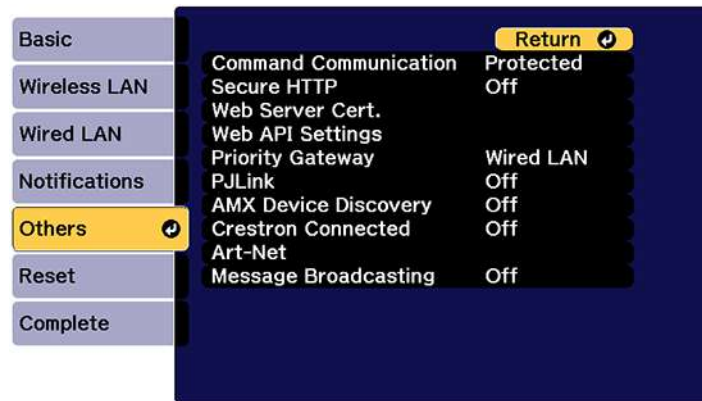 Basic
Wireless LAN
Wired LAN
Notifications
Others
Reset
Complete
Return
Command Communication Protected
Secure HTTP Off
Web Server Cert.
Web API Settings
Priority Gateway Wired LAN
PJLink Off
AMX Device Discovery Off
Crestron Connected Off
Art-Net
Message Broadcasting Off